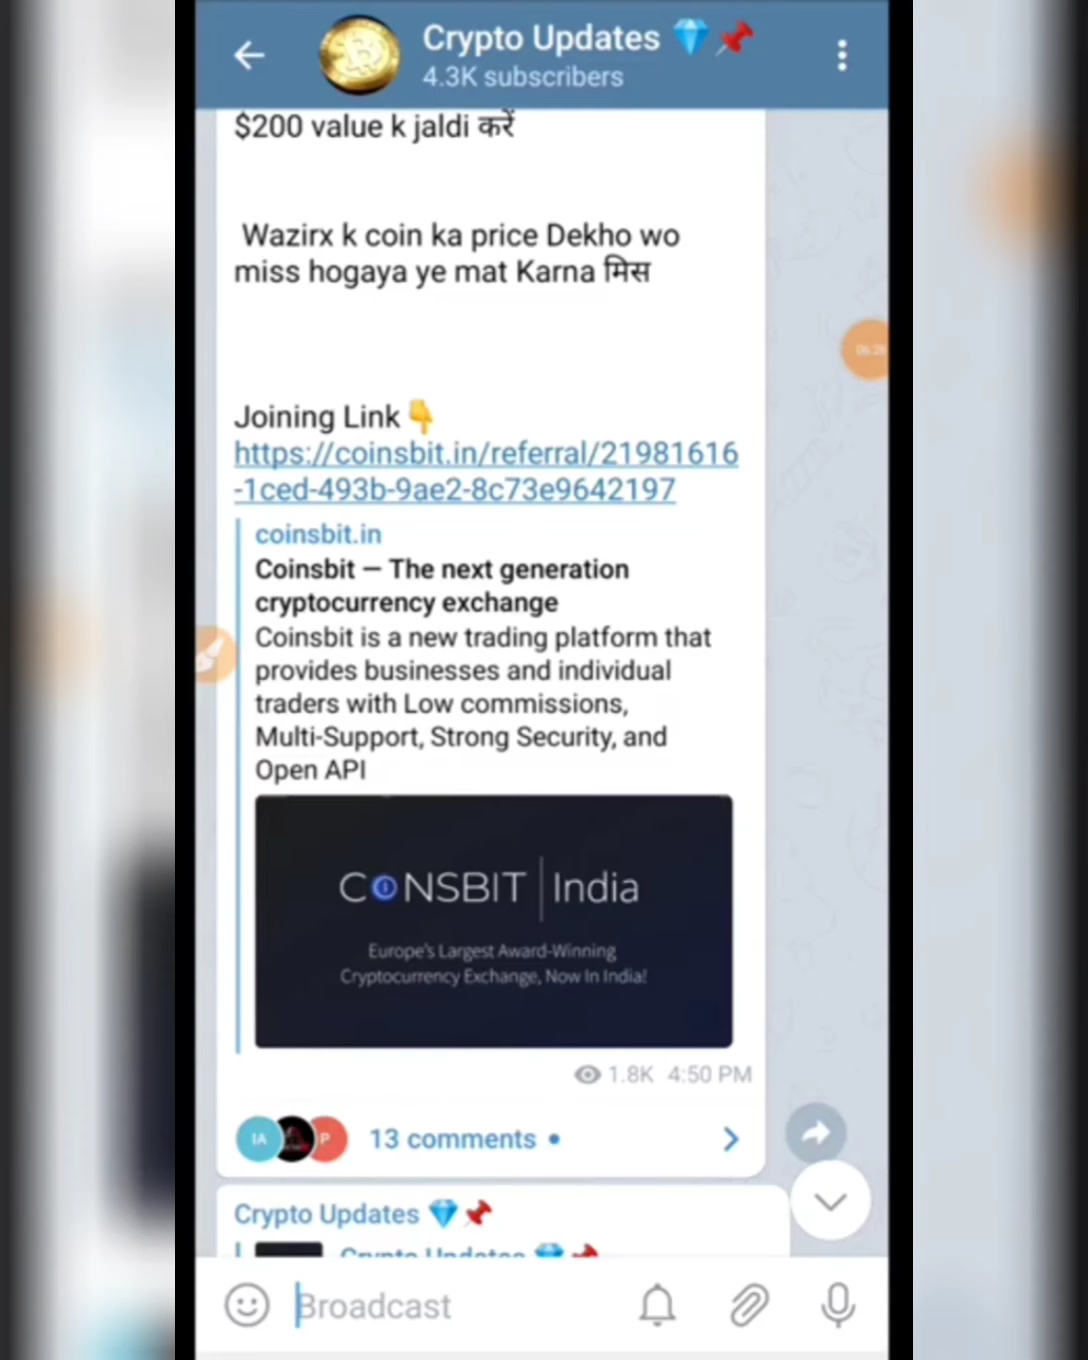 Crypto Updates 💎📌
4.3K subscribers
$200 value k jaldi करें
Wazirx k coin ka price Dekho wo
miss hogaya ye mat Karna मिस
Joining Link👇
https://coinsbit.in/referral/21981616
-1ced-493b-9ae2-8c73e9642197
coinsbit.in
Coinsbit — The next generation
cryptocurrency exchange
Coinsbit is a new trading platform that
provides businesses and individual
traders with Low commissions,
Multi-Support, Strong Security, and
Open API
COINSBIT | India
Europe's Largest Award-Winning
Cryptocurrency Exchange, Now In India!
1.8K 4:50 PM
IA P 13 comments
Crypto Updates 💎📌
Crypto Updates 💎📌
Broadcast